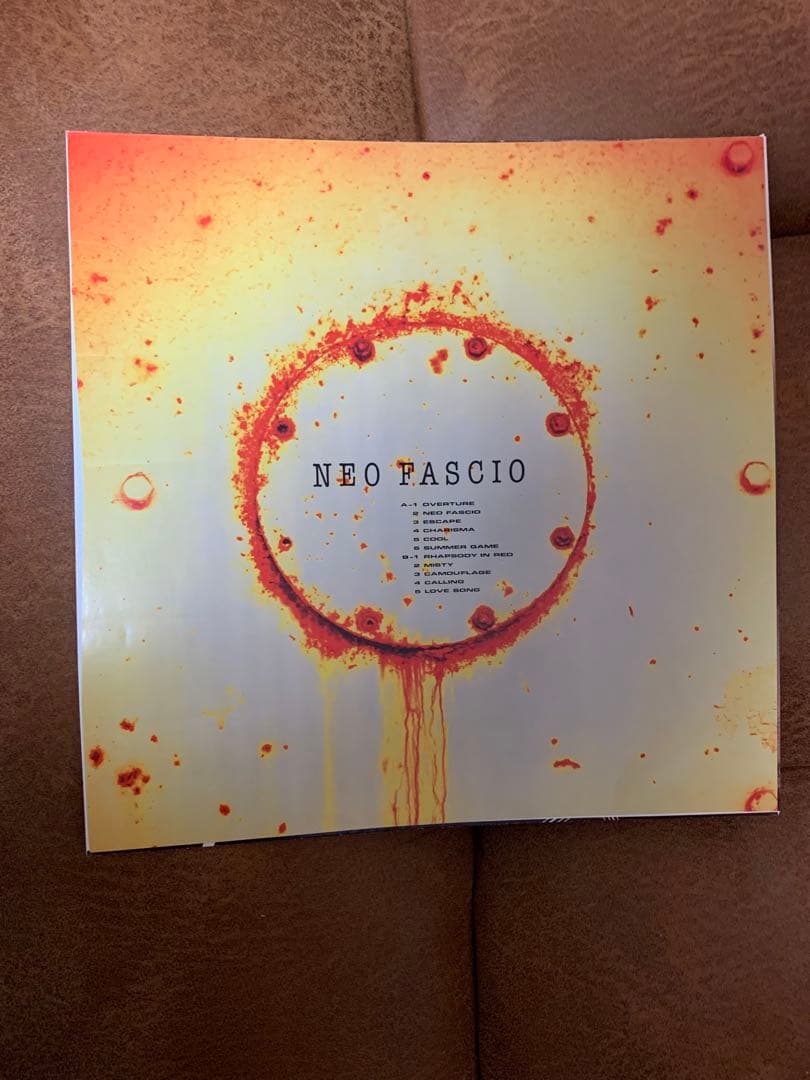 NEO FASCIO
A-1 OVERTURE
2 NEO FASCIO
3 ESCAPE
4 CHARISMA
5 COOL
6 SUMMER GAME
B-1 RHAPSODY IN RED
2 MISTY
3 CAMOUFLAGE
4 CALLING
5 LOVE SONG